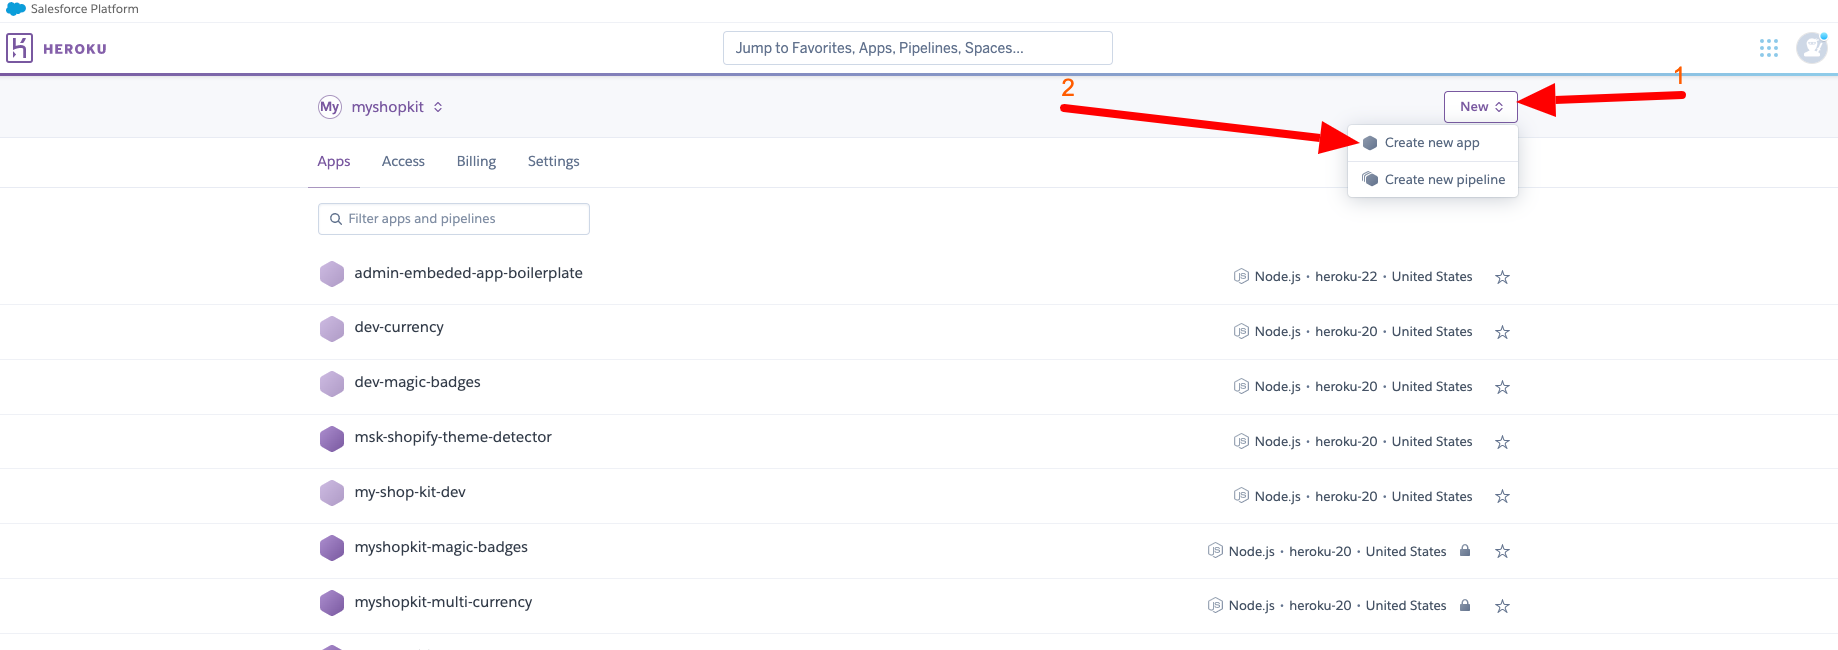 Salesforce Platform
HEROKU
Jump to Favorites, Apps, Pipelines, Spaces...
1
2
My myshopkit
New
Create new app
Create new pipeline
Apps Access Billing Settings
Filter apps and pipelines
admin-embeded-app-boilerplate Node.js • heroku-22 • United States
dev-currency Node.js • heroku-20 • United States
dev-magic-badges Node.js • heroku-20 • United States
msk-shopify-theme-detector Node.js • heroku-20 • United States
my-shop-kit-dev Node.js • heroku-20 • United States
myshopkit-magic-badges Node.js • heroku-20 • United States
myshopkit-multi-currency Node.js • heroku-20 • United States